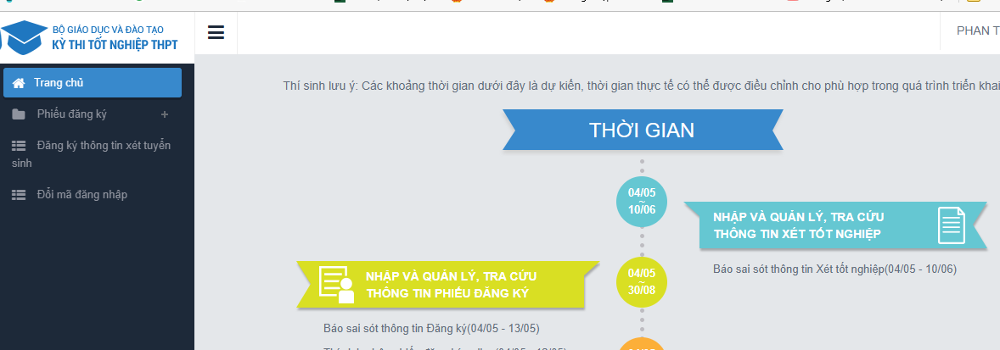 BỘ GIÁO DỤC VÀ ĐÀO TẠO
KỲ THI TỐT NGHIỆP THPT
PHAN T
Trang chủ
Phiếu đăng ký
Đăng ký thông tin xét tuyển
sinh
Đổi mã đăng nhập
Thí sinh lưu ý: Các khoảng thời gian dưới đây là dự kiến, thời gian thực tế có thể được điều chỉnh cho phù hợp trong quá trình triển khai
THỜI GIAN
04/05
~
10/06
NHẬP VÀ QUẢN LÝ, TRA CỨU
THÔNG TIN XÉT TỐT NGHIỆP
Báo sai sót thông tin Xét tốt nghiệp(04/05 - 10/06)
NHẬP VÀ QUẢN LÝ, TRA CỨU
THÔNG TIN PHIẾU ĐĂNG KÝ
04/05
~
30/08
Báo sai sót thông tin Đăng ký(04/05 - 13/05)